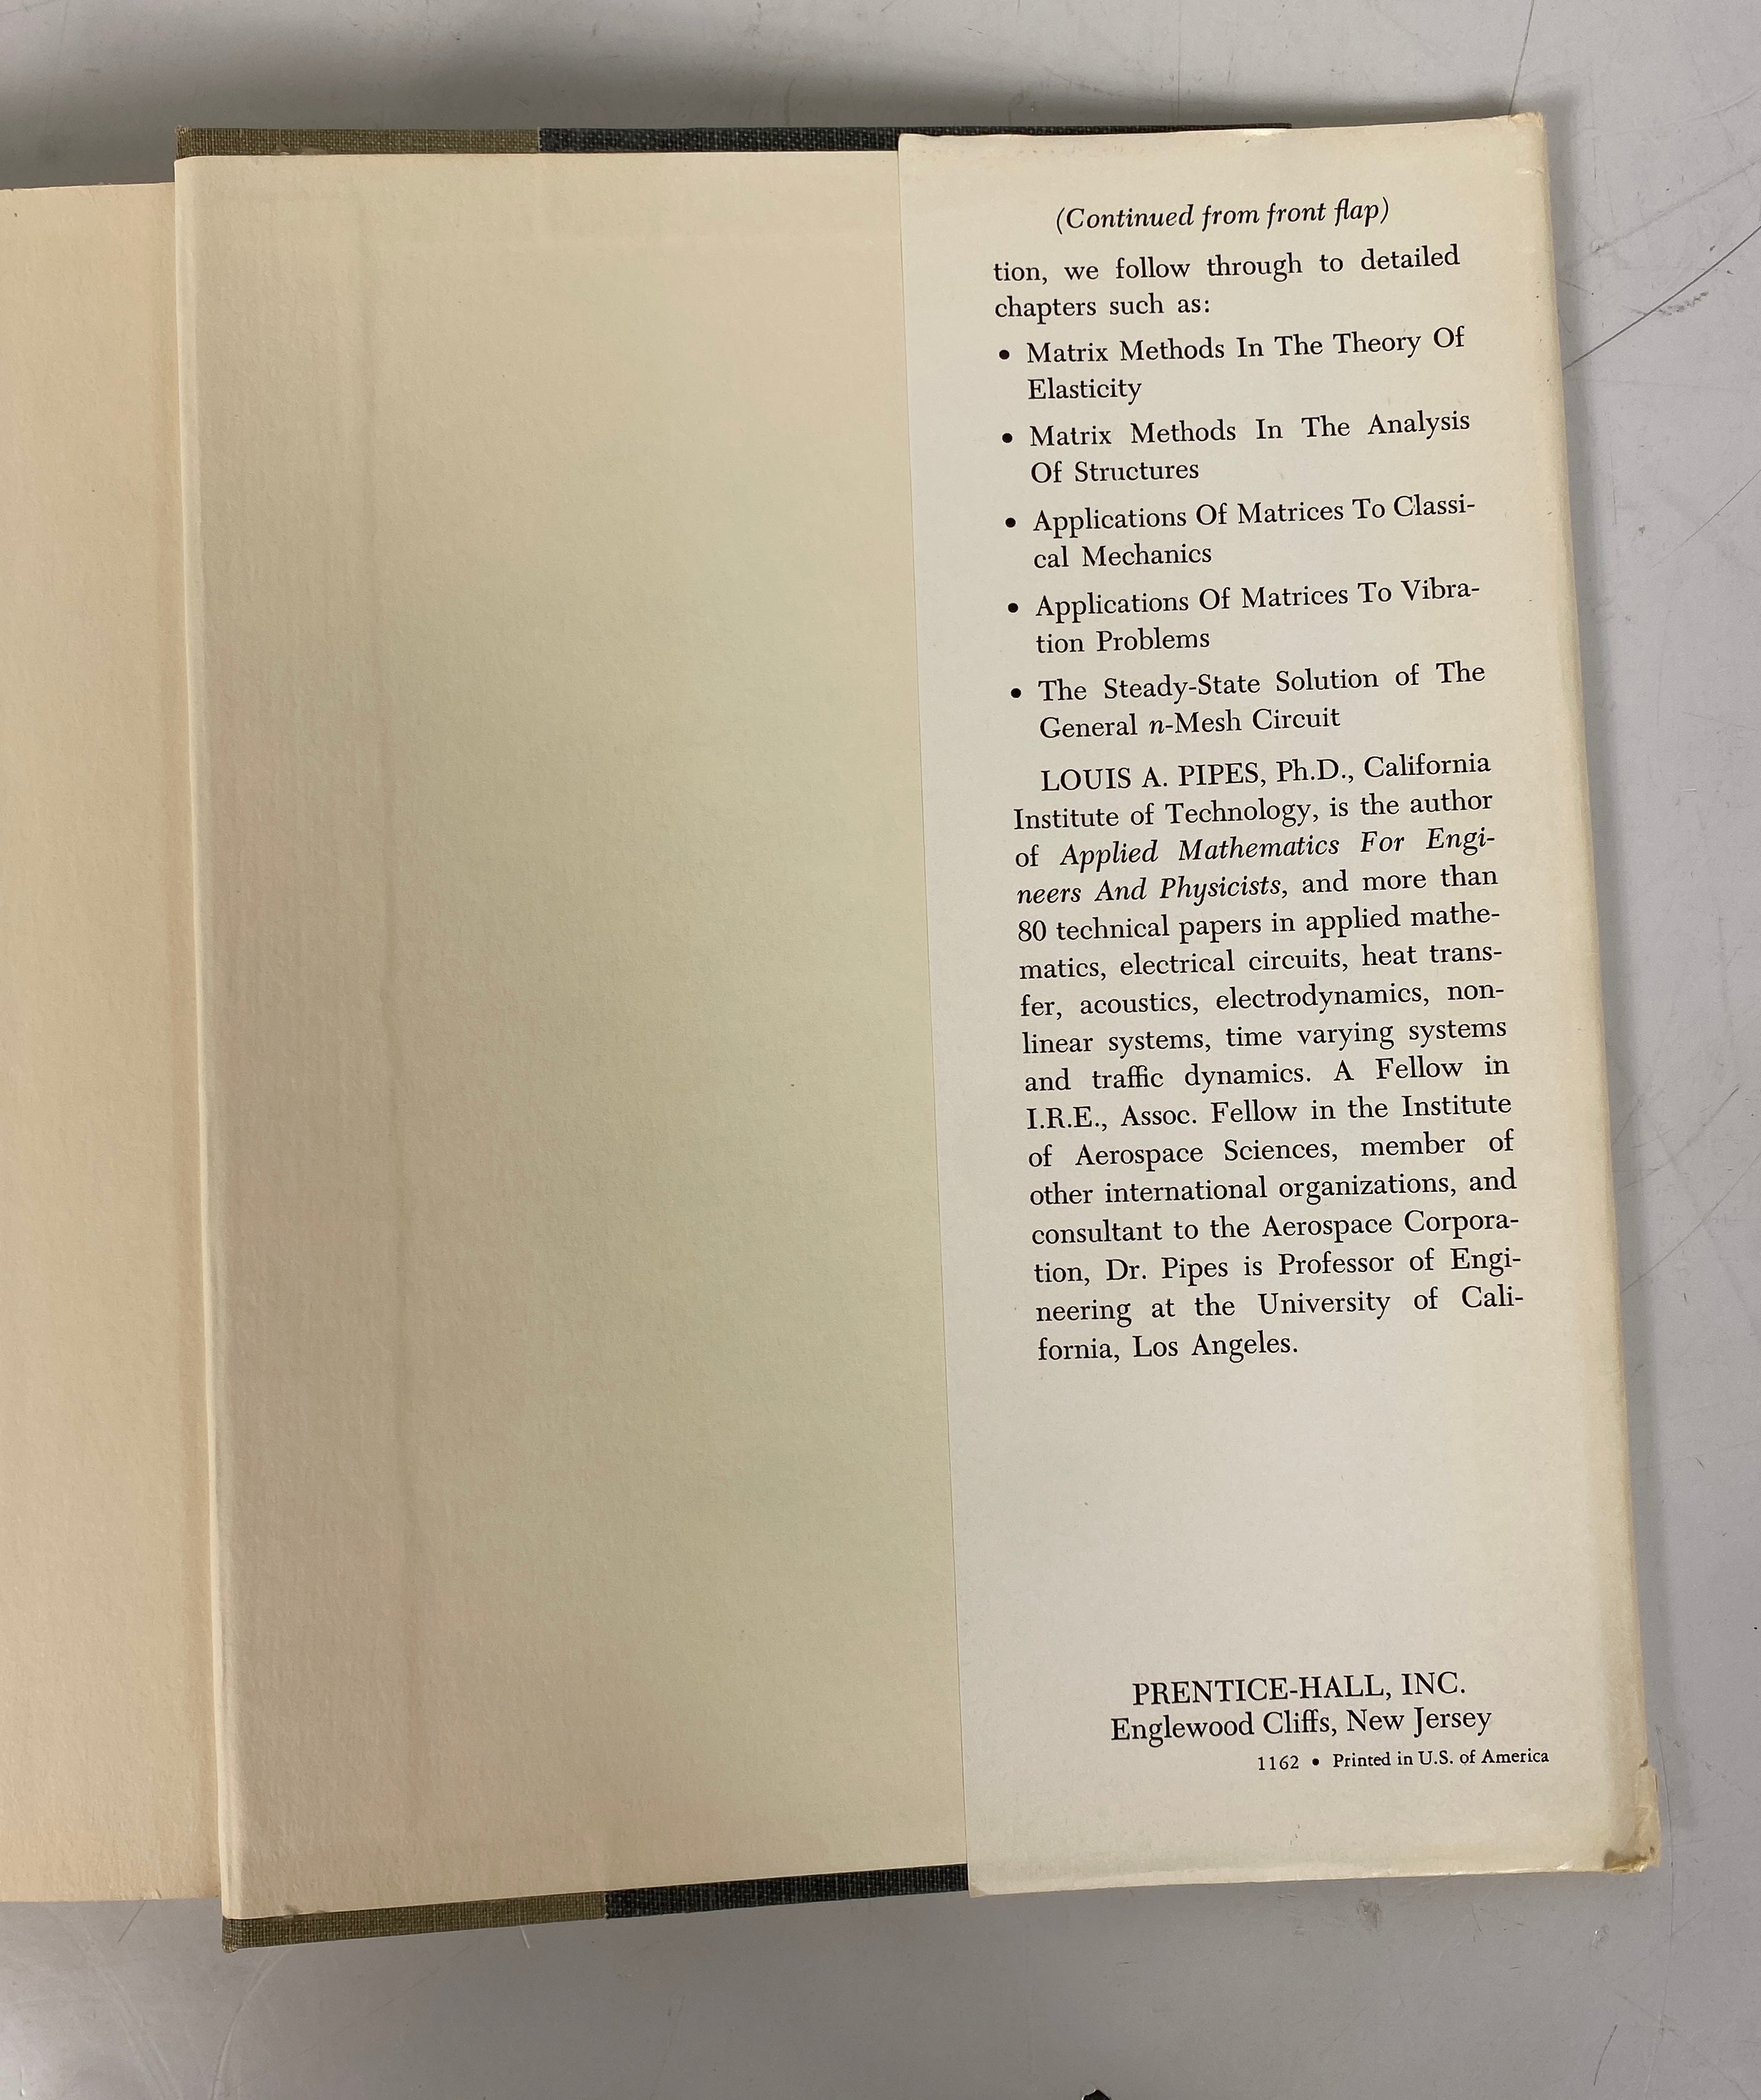 (Continued from front flap)
tion, we follow through to detailed
chapters such as:
• Matrix Methods In The Theory Of
Elasticity
• Matrix Methods In The Analysis
Of Structures
• Applications Of Matrices To Classi-
cal Mechanics
• Applications Of Matrices To Vibra-
tion Problems
• The Steady-State Solution of The
General n-Mesh Circuit
LOUIS A. PIPES, Ph.D., California
Institute of Technology, is the author
of Applied Mathematics For Engi-
neers And Physicists, and more than
80 technical papers in applied mathe-
matics, electrical circuits, heat trans-
fer, acoustics, electrodynamics, non-
linear systems, time varying systems
and traffic dynamics. A Fellow in
I.R.E., Assoc. Fellow in the Institute
of Aerospace Sciences, member of
other international organizations, and
consultant to the Aerospace Corpora-
tion, Dr. Pipes is Professor of Engi-
neering at the University of Cali-
fornia, Los Angeles.
PRENTICE-HALL, INC.
Englewood Cliffs, New Jersey
1162 • Printed in U.S. of America